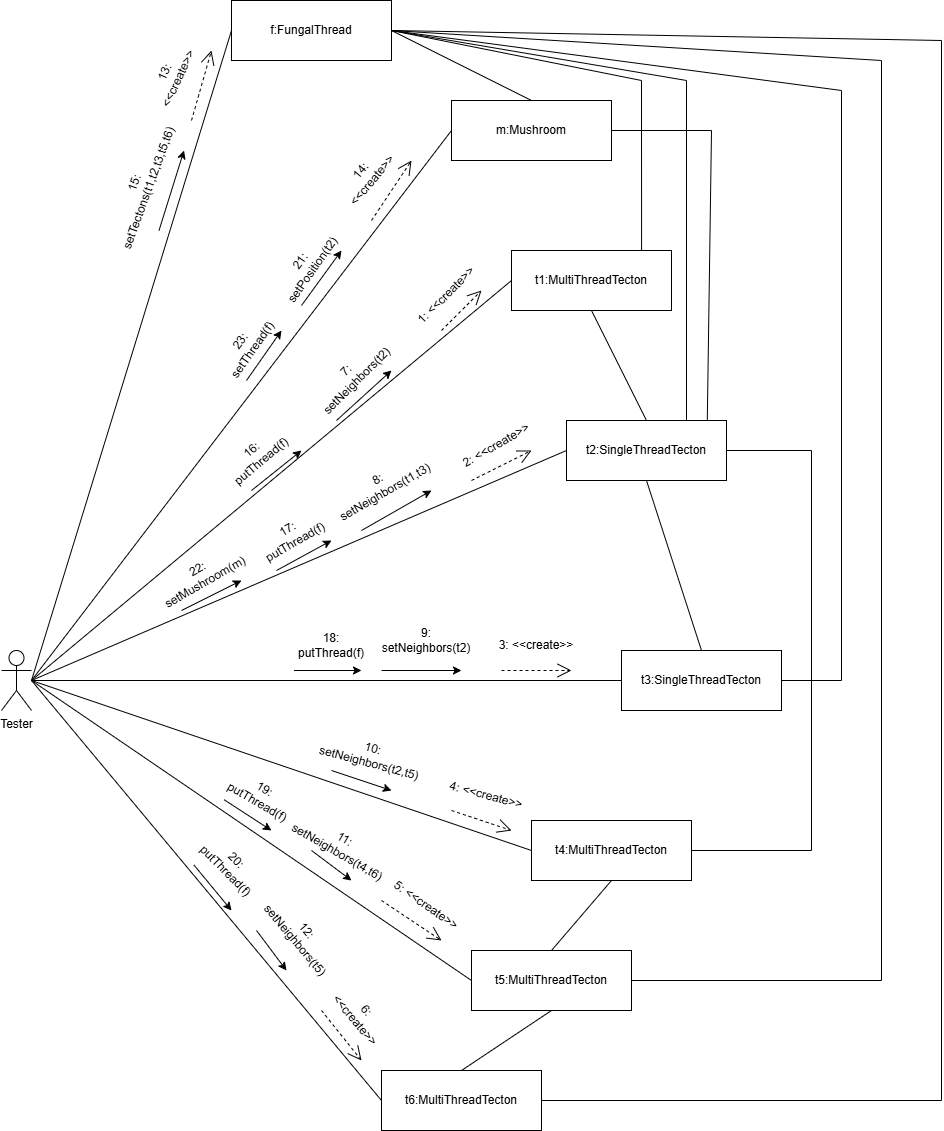 f:FungalThread
13:
<<create>>
15:
setTectons(t1,t2,t3,t5,t6)
m:Mushroom
14:
<<create>>
21:
setPosition(t2)
23:
setThread(f)
t1:MultiThreadTecton
1: <<create>>
7:
setNeighbors(t2)
16:
putThread(f)
t2:SingleThreadTecton
2: <<create>>
8:
setNeighbors(t1,t3)
17:
putThread(f)
22:
setMushroom(m)
18:
putThread(f)
9:
setNeighbors(t2)
3: <<create>>
t3:SingleThreadTecton
Tester
10:
setNeighbors(t2,t5)
4: <<create>>
t4:MultiThreadTecton
19:
putThread(f)
11:
setNeighbors(t4,t6)
5: <<create>>
t5:MultiThreadTecton
20:
putThread(f)
12:
setNeighbors(t5)
6:
<<create>>
t6:MultiThreadTecton